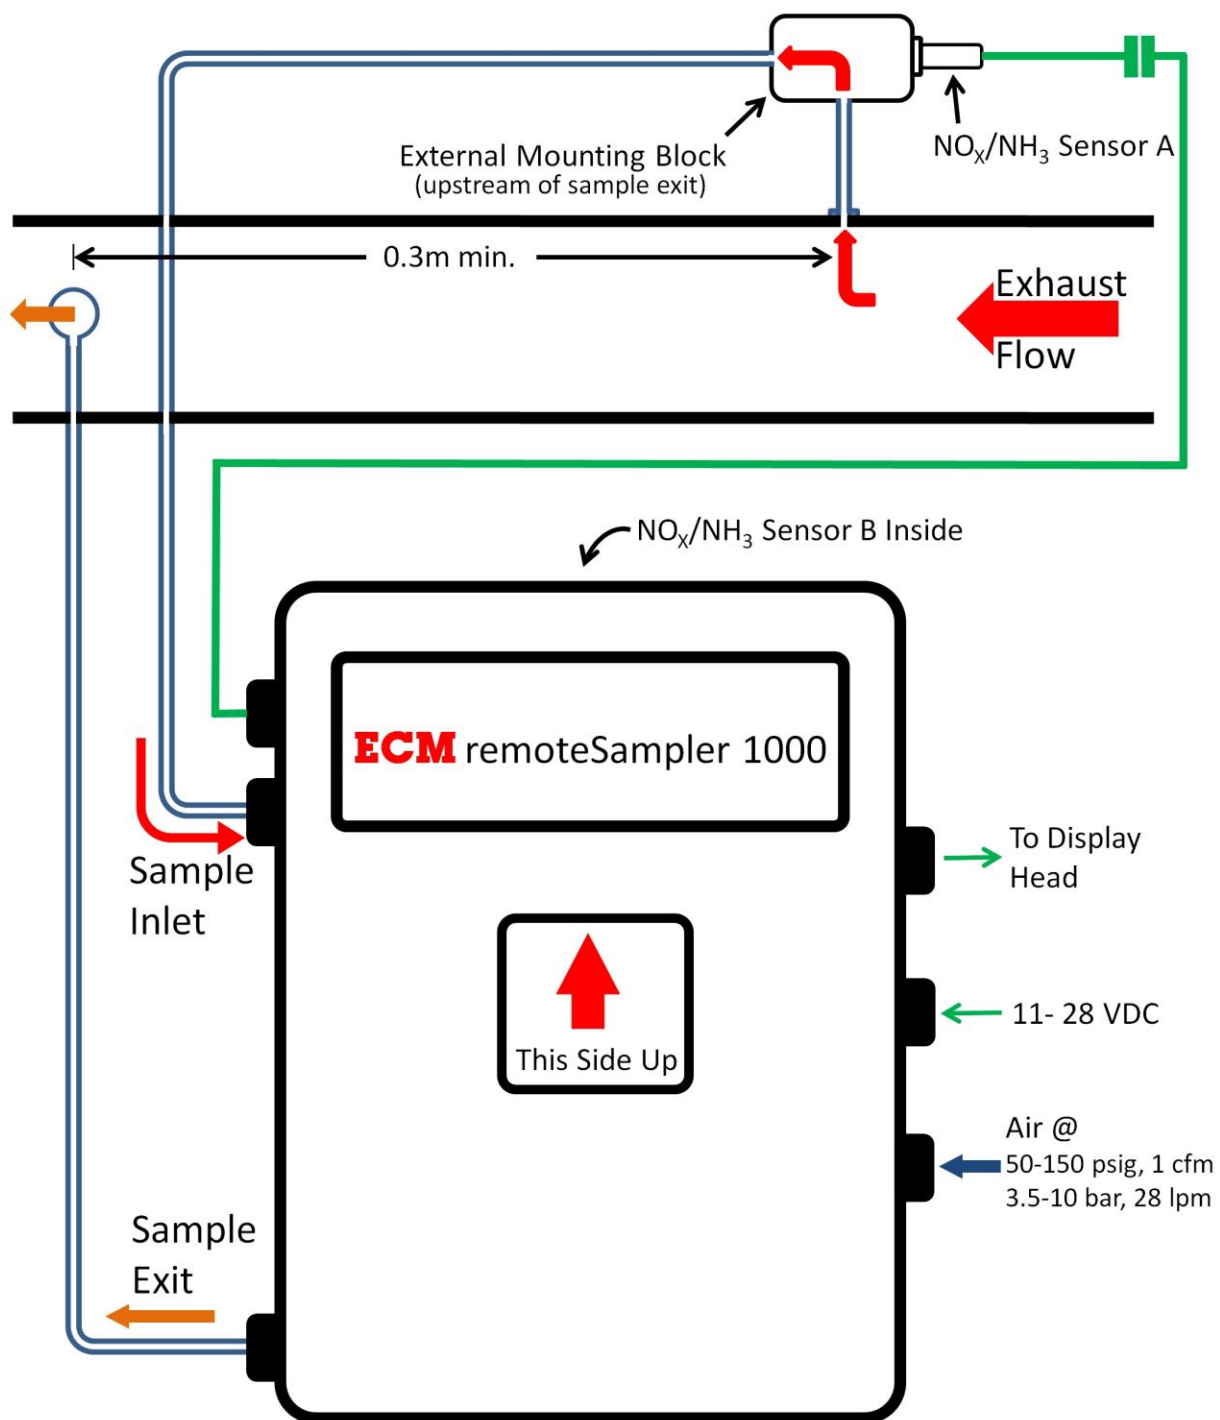 External Mounting Block
(upstream of sample exit)
NOₓ/NH₃ Sensor A
0.3m min.
Exhaust
Flow
NOₓ/NH₃ Sensor B Inside
ECM remoteSampler 1000
Sample
Inlet
To Display
Head
11- 28 VDC
This Side Up
Air @
50-150 psig, 1 cfm
3.5-10 bar, 28 lpm
Sample
Exit